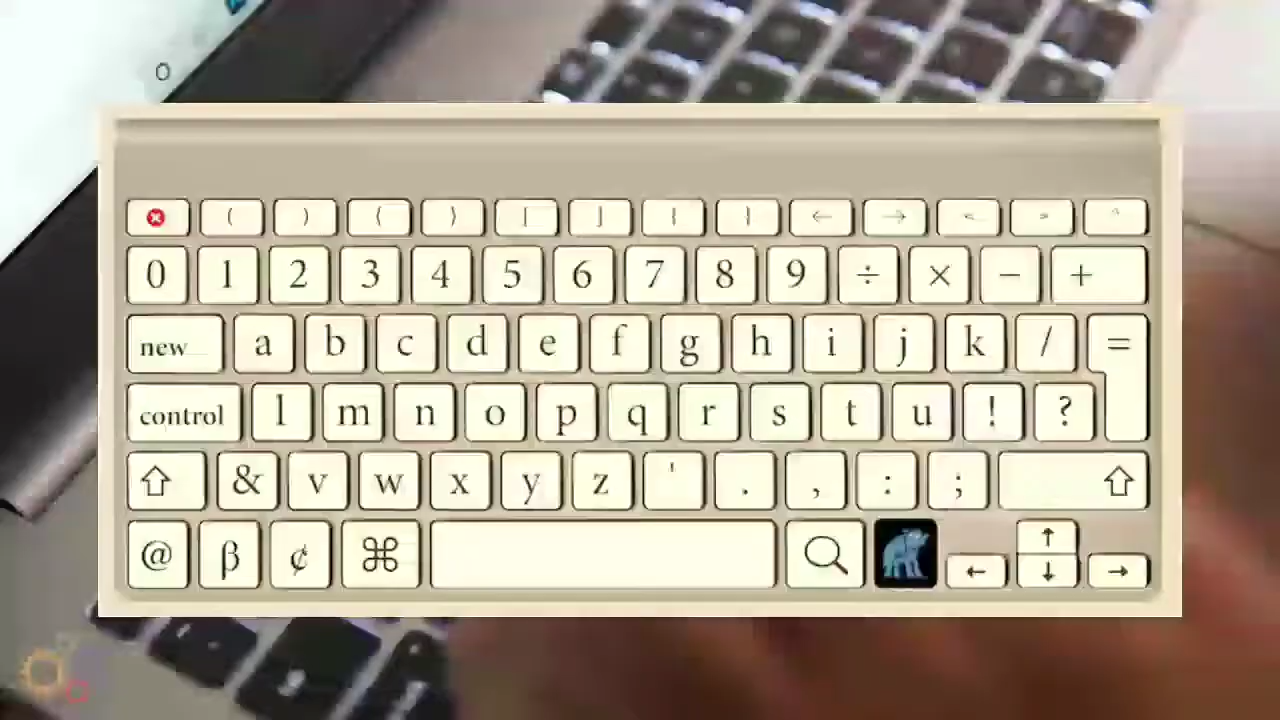 o
( ) ( ) [ ] { } ← →
0 1 2 3 4 5 6 7 8 9 ÷ × − +
new a b c d e f g h i j k / =
control l m n o p q r s t u ! ?
& v w x y z ' . , : ;
@ β ¢ ⌘ ← ↑ ↓ →